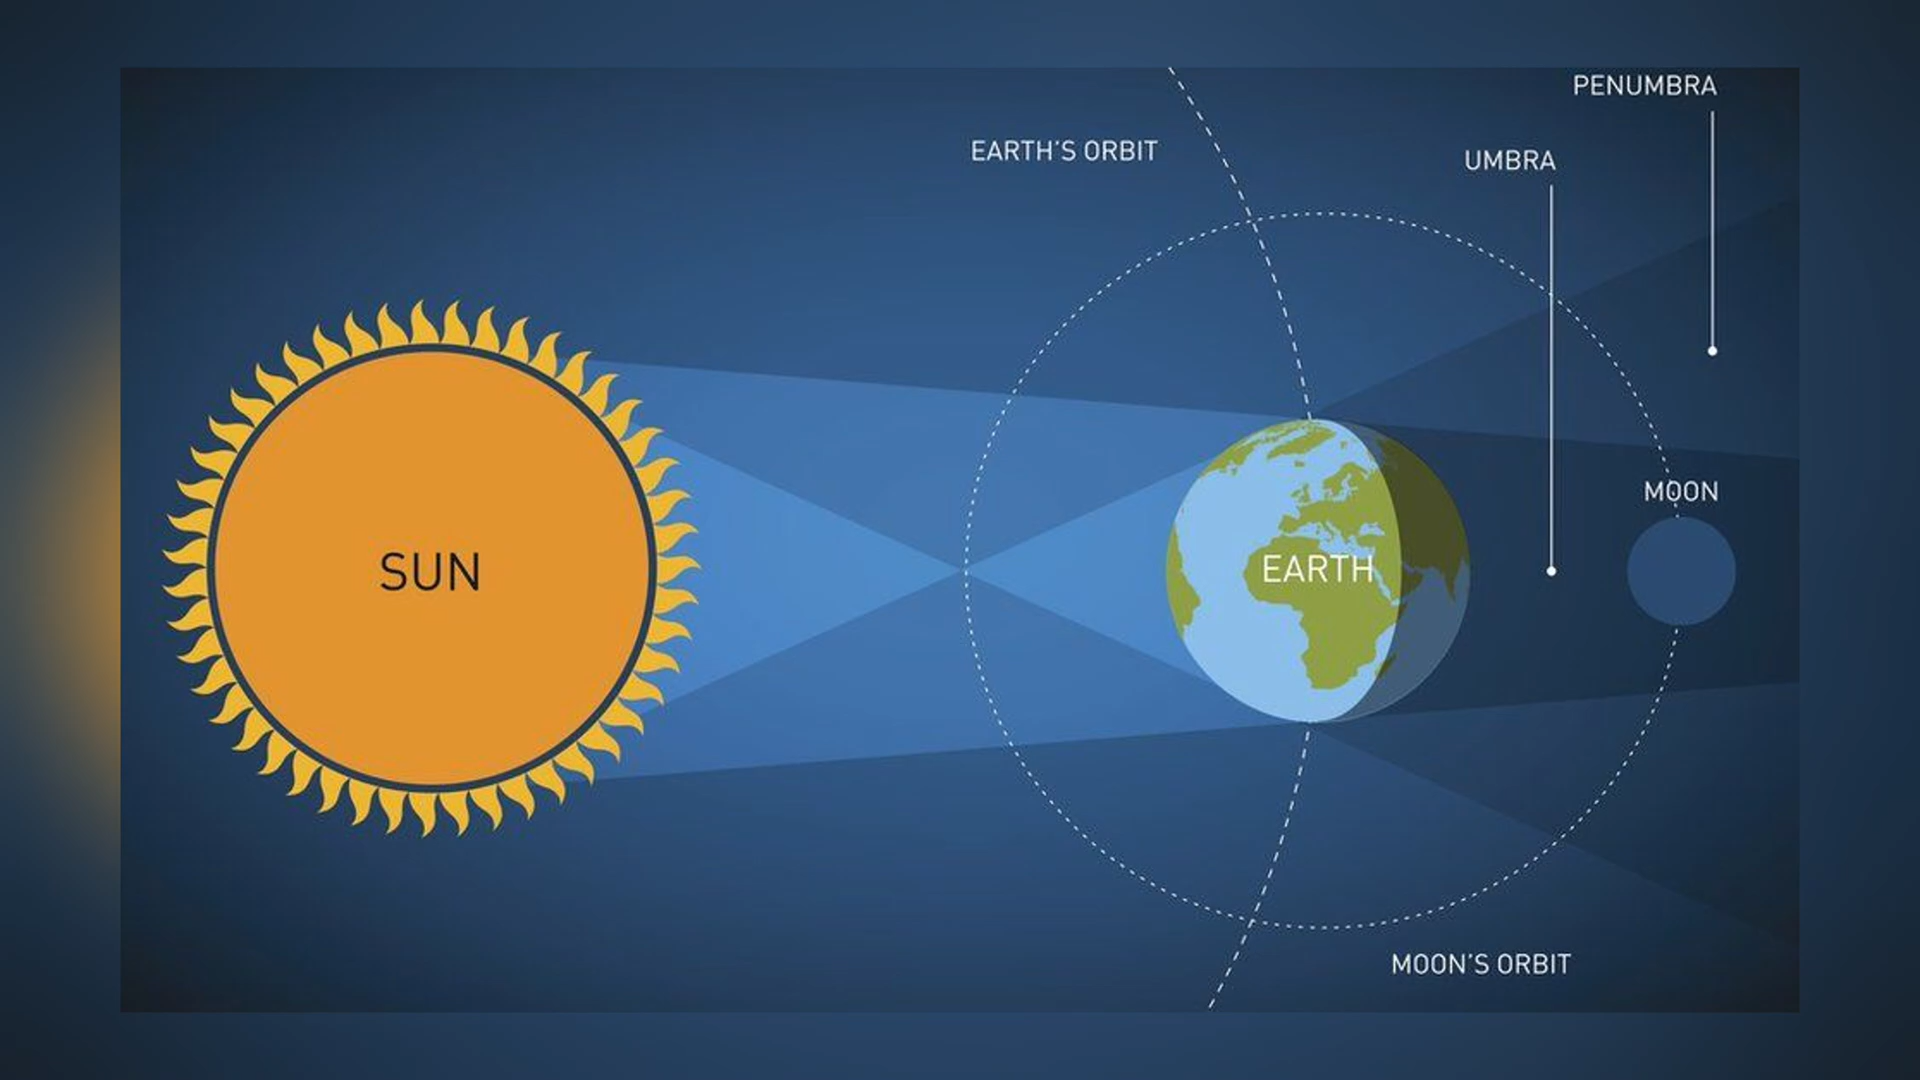 PENUMBRA
EARTH'S ORBIT
UMBRA
MOON
SUN
EARTH
MOON'S ORBIT